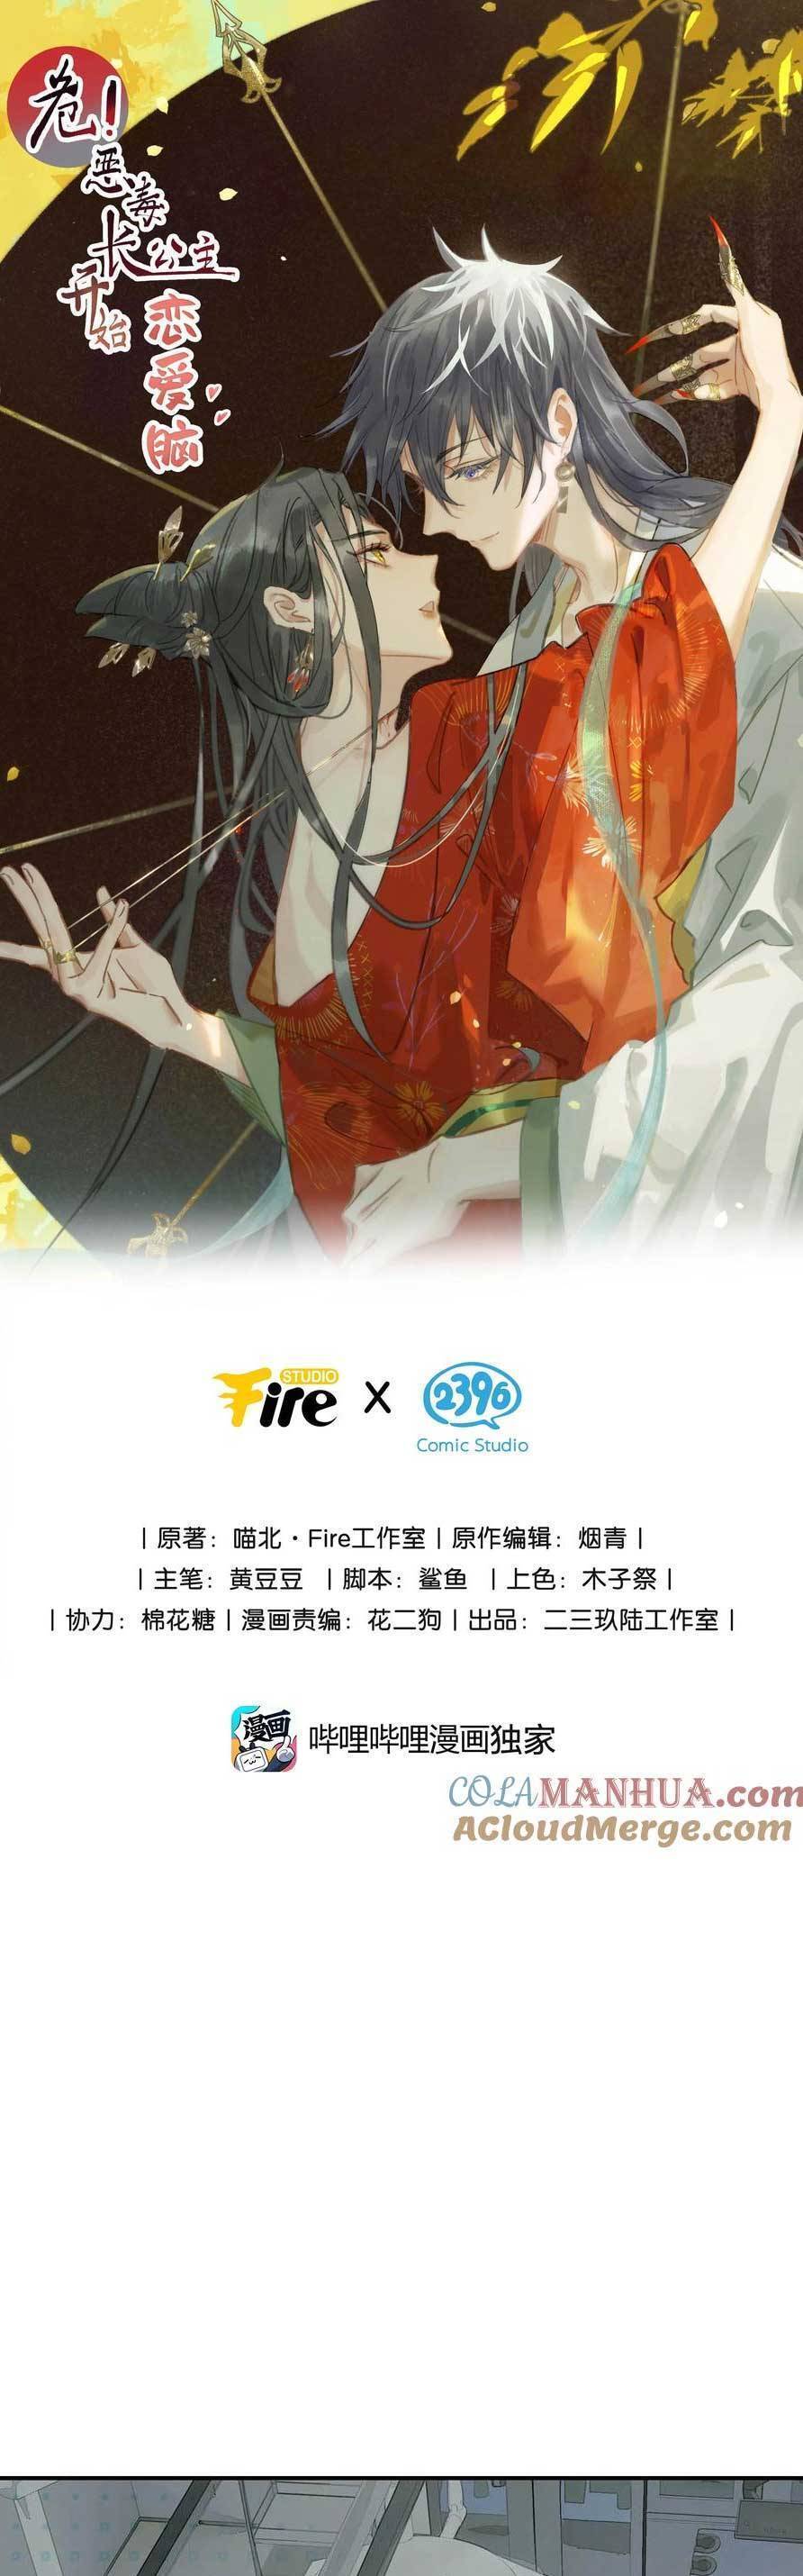 危！
恶毒
长公主
开始
恋爱脑
Fire STUDIO X 2396
Comic Studio
| 原著：喵北·Fire工作室 | 原作编辑：烟青 |
| 主笔：黄豆豆 | 脚本：鲨鱼 | 上色：木子祭 |
| 协力：棉花糖 | 漫画责编：花二狗 | 出品：二三玖陆工作室 |
漫画 哔哩哔哩漫画独家
COLAMANHUA.com
ACloudMerge.com